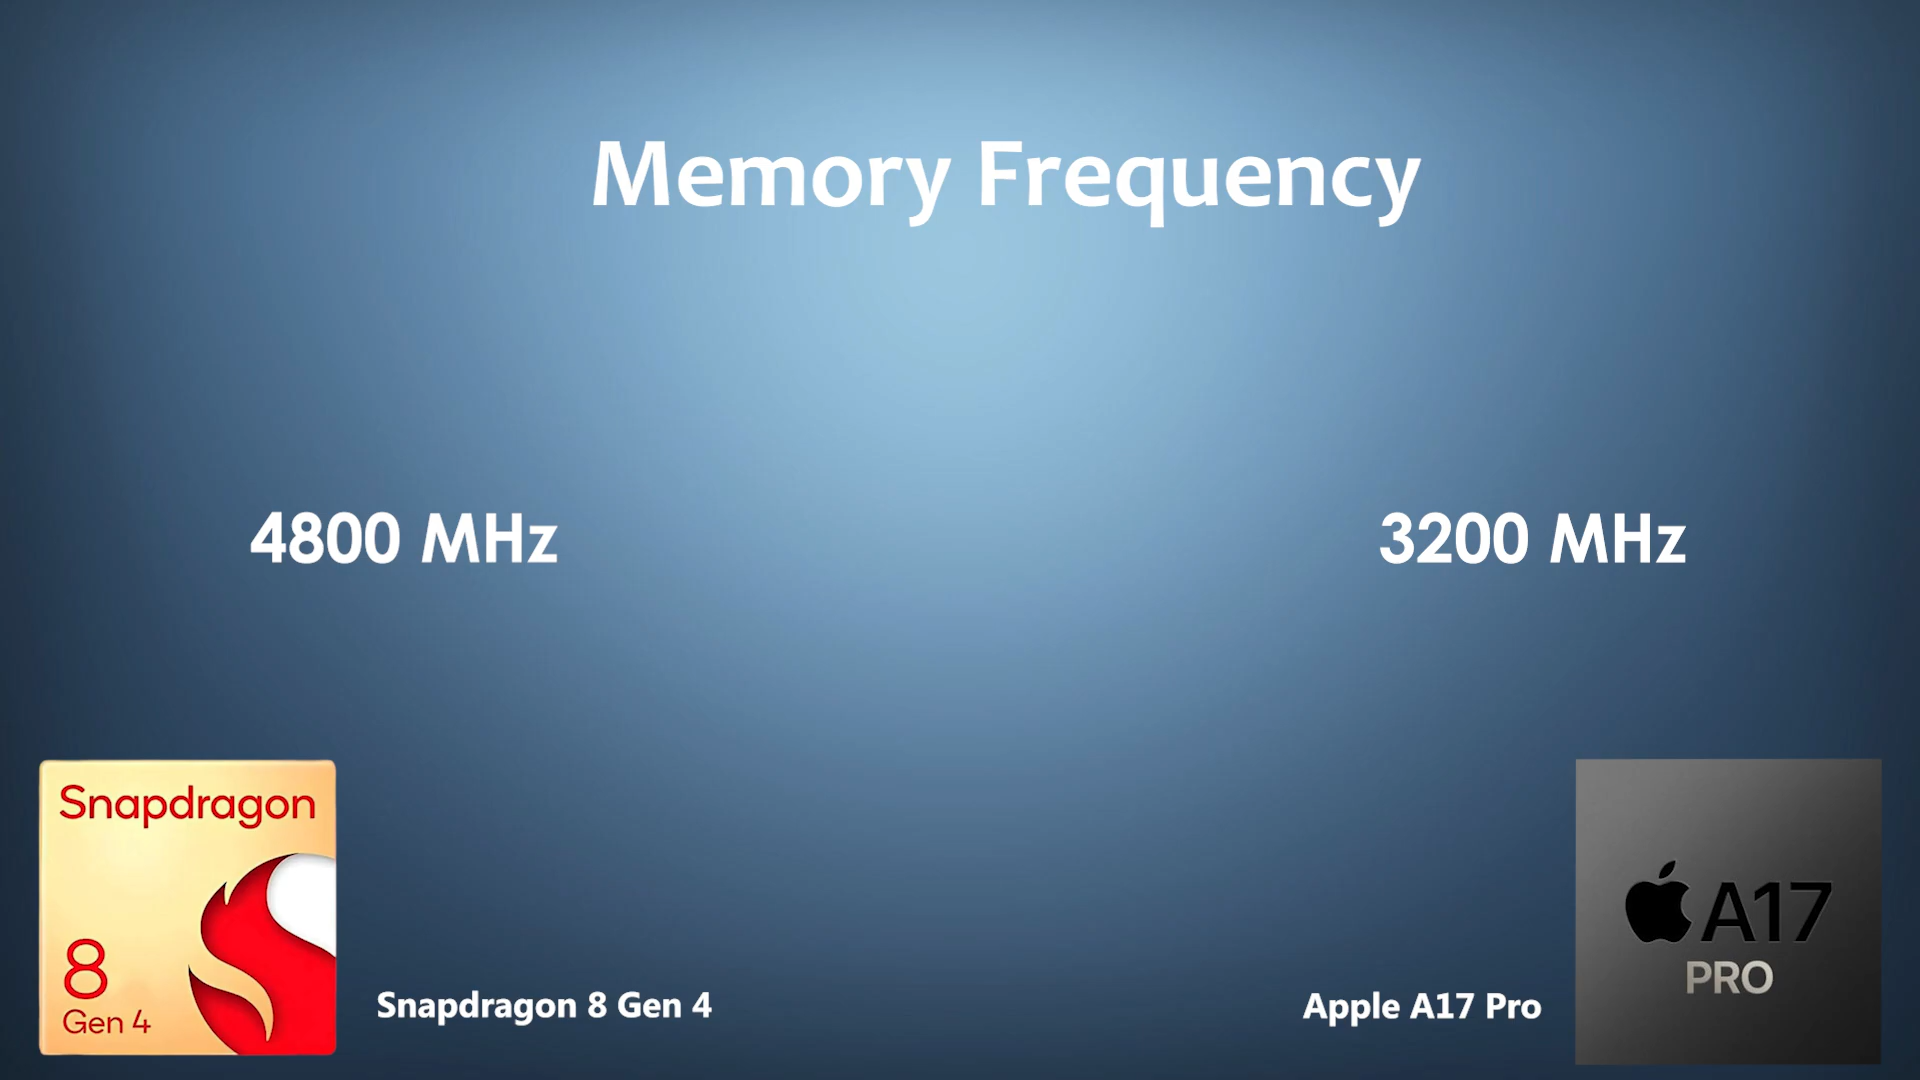 Memory Frequency
4800 MHz
3200 MHz
Snapdragon
8
Gen 4
Snapdragon 8 Gen 4
Apple A17 Pro
A17
PRO